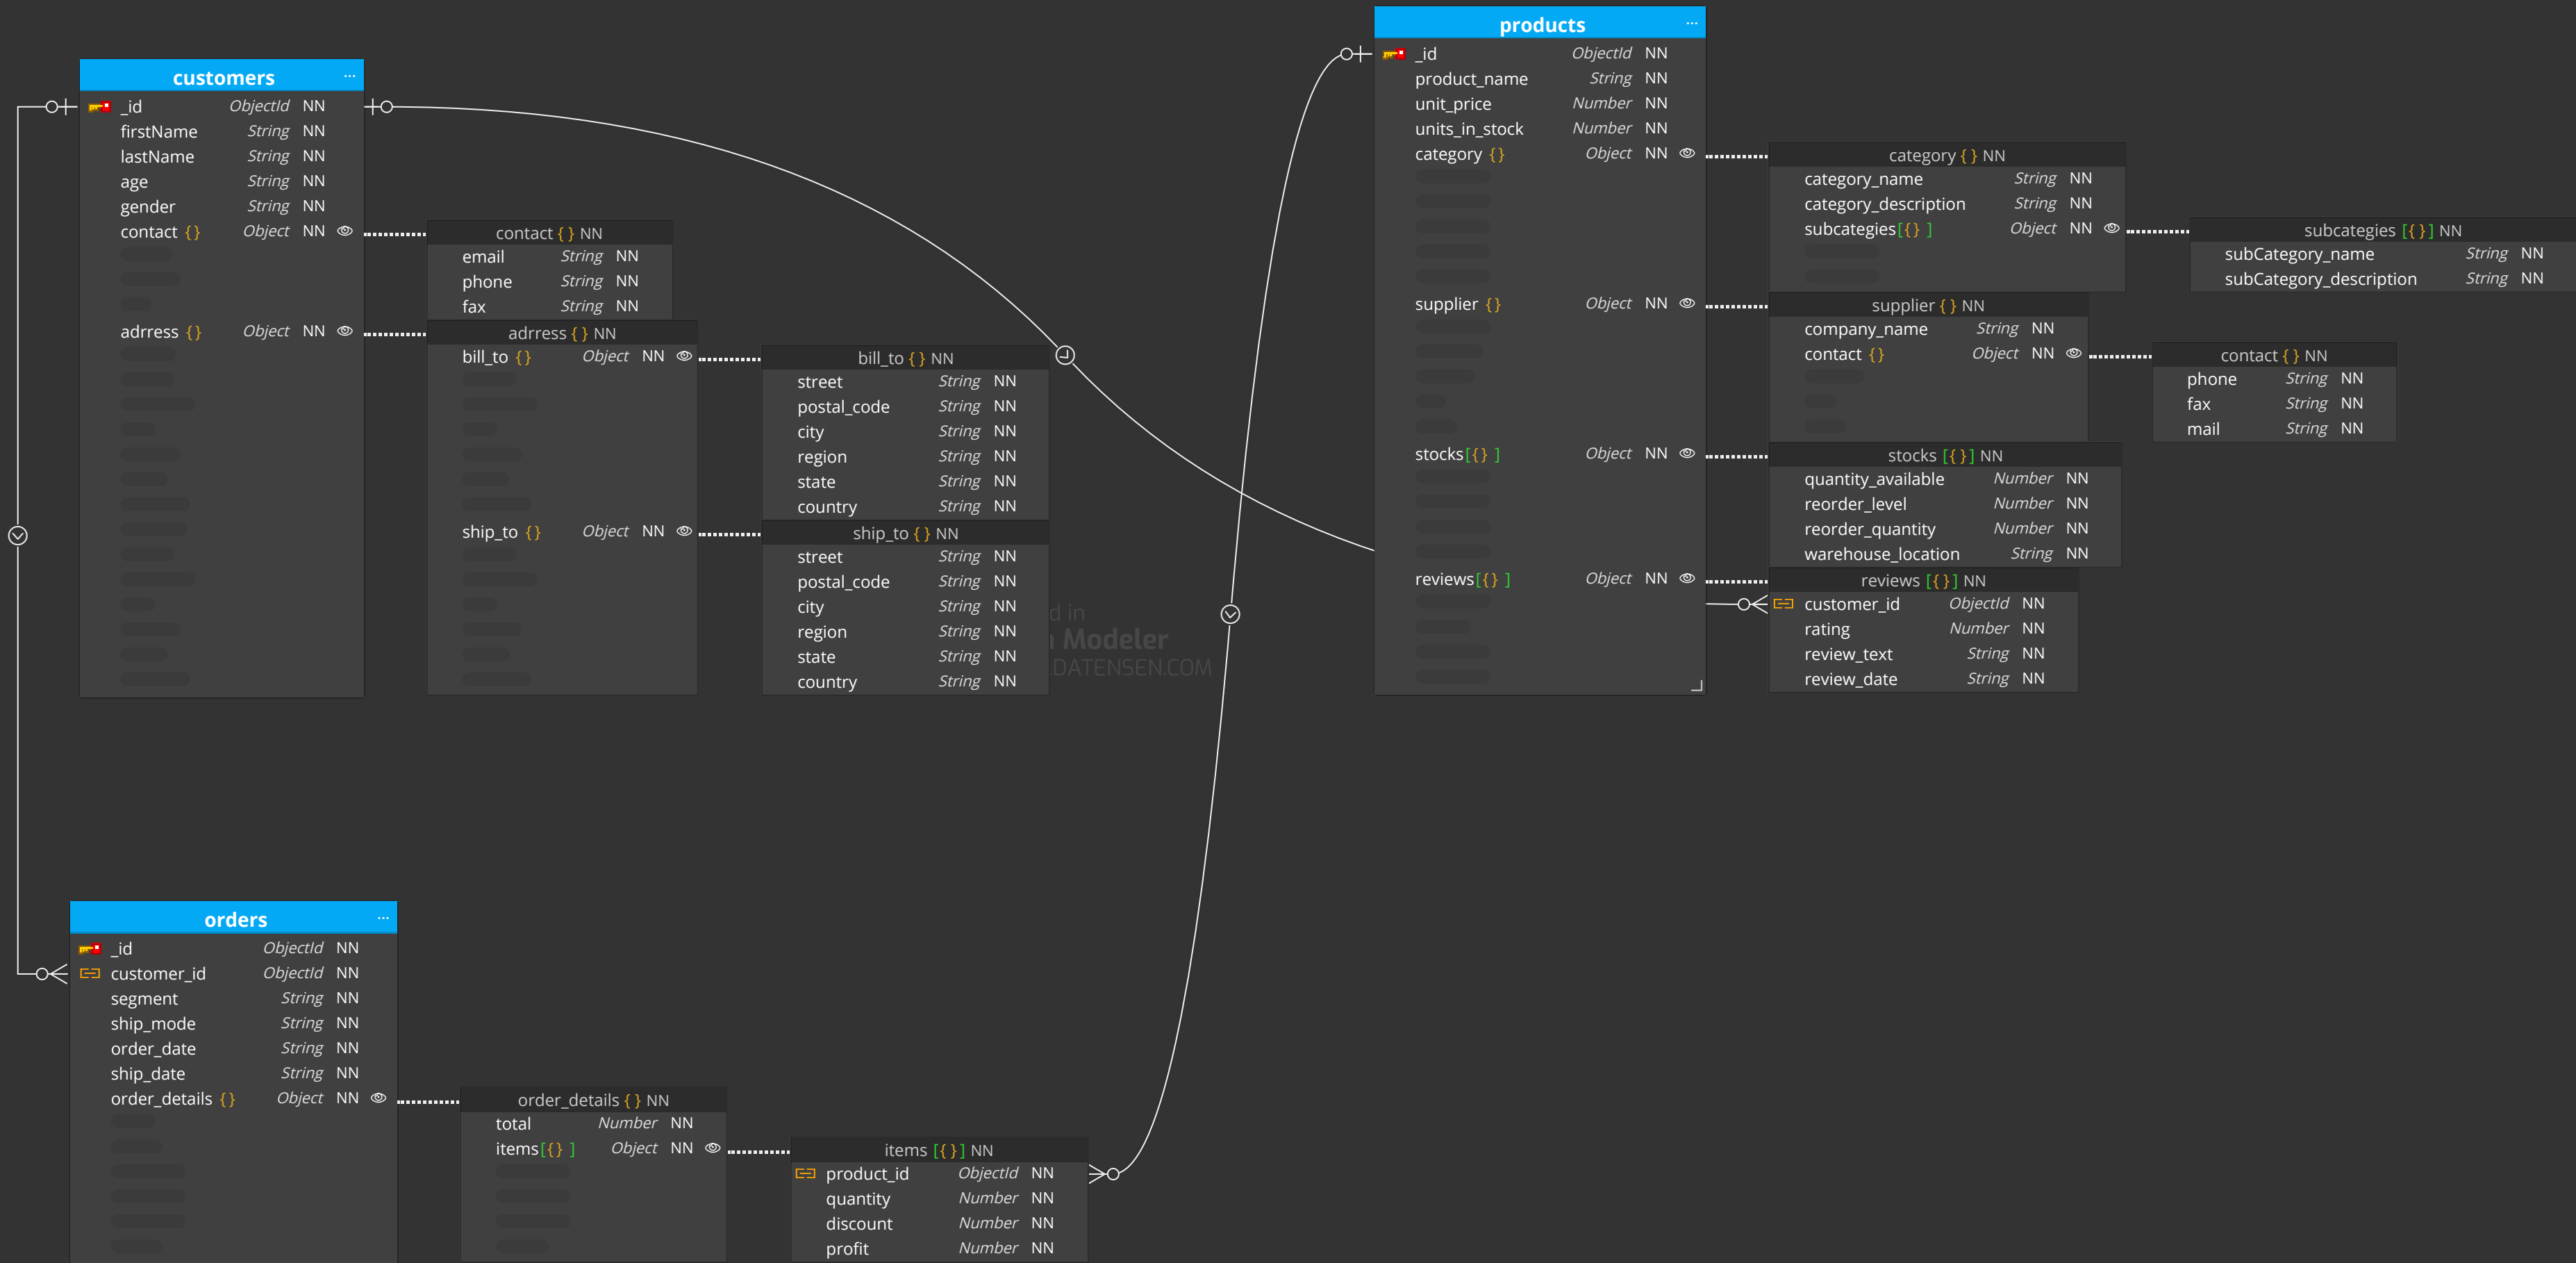 customers ...
_id ObjectId NN
firstName String NN
lastName String NN
age String NN
gender String NN
contact {} Object NN
adrress {} Object NN
contact {} NN
email String NN
phone String NN
fax String NN
adrress {} NN
bill_to {} Object NN
ship_to {} Object NN
bill_to {} NN
street String NN
postal_code String NN
city String NN
region String NN
state String NN
country String NN
ship_to {} NN
street String NN
postal_code String NN
city String NN
region String NN
state String NN
country String NN
d in
Modeler
DATENSEN.COM
products ...
_id ObjectId NN
product_name String NN
unit_price Number NN
units_in_stock Number NN
category {} Object NN
supplier {} Object NN
stocks[{} ] Object NN
reviews[{} ] Object NN
category {} NN
category_name String NN
category_description String NN
subcategies[{} ] Object NN
subcategies [{}] NN
subCategory_name String NN
subCategory_description String NN
supplier {} NN
company_name String NN
contact {} Object NN
contact {} NN
phone String NN
fax String NN
mail String NN
stocks [{}] NN
quantity_available Number NN
reorder_level Number NN
reorder_quantity Number NN
warehouse_location String NN
reviews [{}] NN
customer_id ObjectId NN
rating Number NN
review_text String NN
review_date String NN
orders ...
_id ObjectId NN
customer_id ObjectId NN
segment String NN
ship_mode String NN
order_date String NN
ship_date String NN
order_details {} Object NN
order_details {} NN
total Number NN
items[{} ] Object NN
items [{}] NN
product_id ObjectId NN
quantity Number NN
discount Number NN
profit Number NN